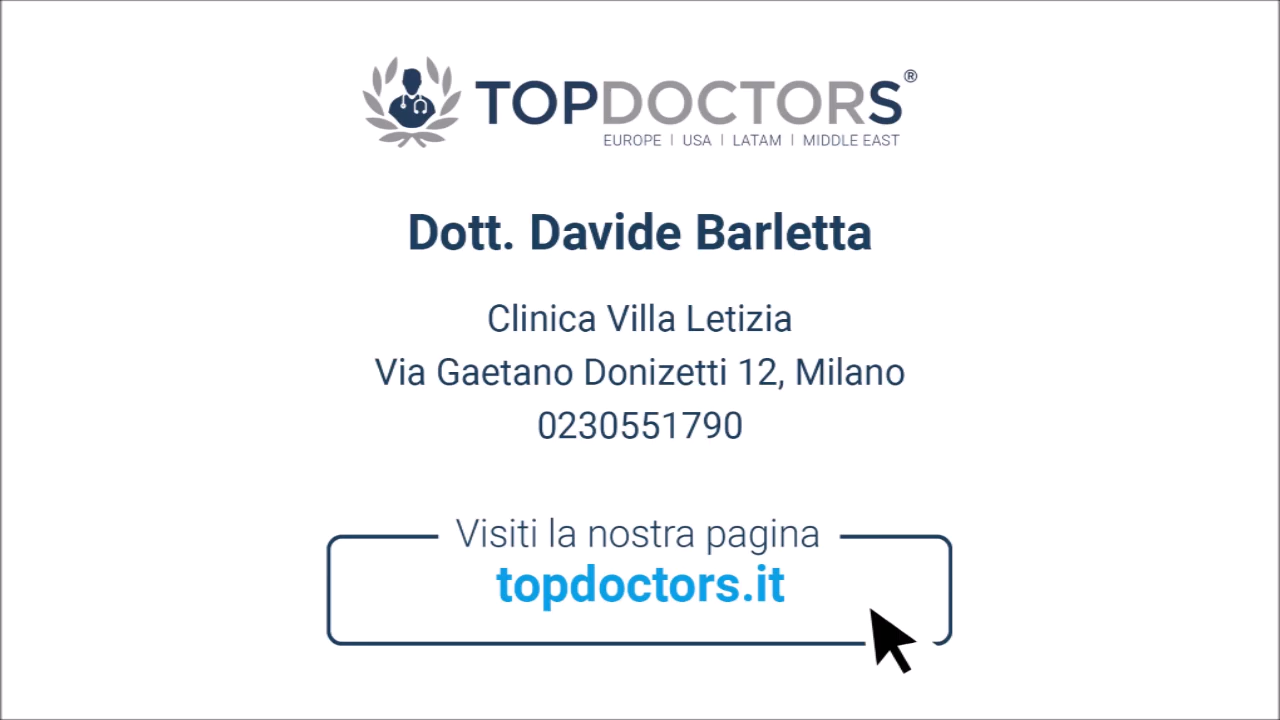 TOPDOCTORS®
EUROPE | USA | LATAM | MIDDLE EAST
Dott. Davide Barletta
Clinica Villa Letizia
Via Gaetano Donizetti 12, Milano
0230551790
Visiti la nostra pagina
topdoctors.it